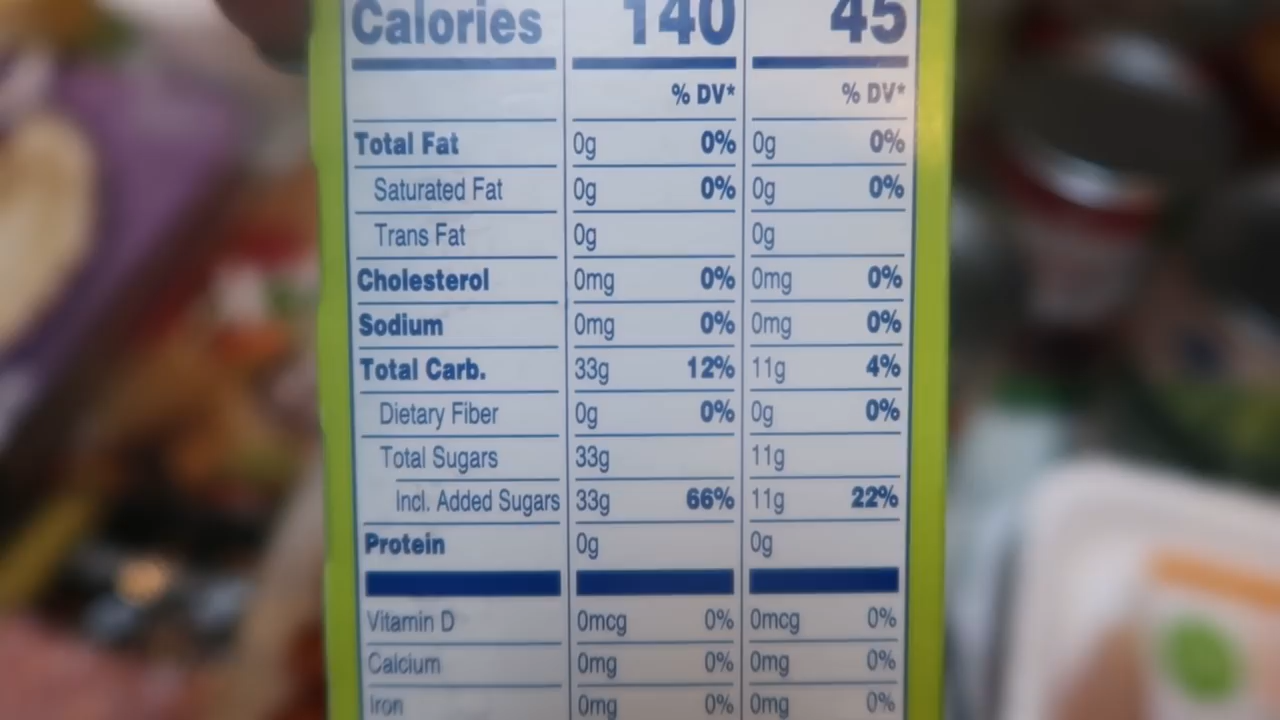 Calories 140 45
% DV* % DV*
Total Fat 0g 0% 0g 0%
Saturated Fat 0g 0% 0g 0%
Trans Fat 0g 0g
Cholesterol 0mg 0% 0mg 0%
Sodium 0mg 0% 0mg 0%
Total Carb. 33g 12% 11g 4%
Dietary Fiber 0g 0% 0g 0%
Total Sugars 33g 11g
Incl. Added Sugars 33g 66% 11g 22%
Protein 0g 0g
Vitamin D 0mcg 0% 0mcg 0%
Calcium 0mg 0% 0mg 0%
Iron 0mg 0% 0mg 0%